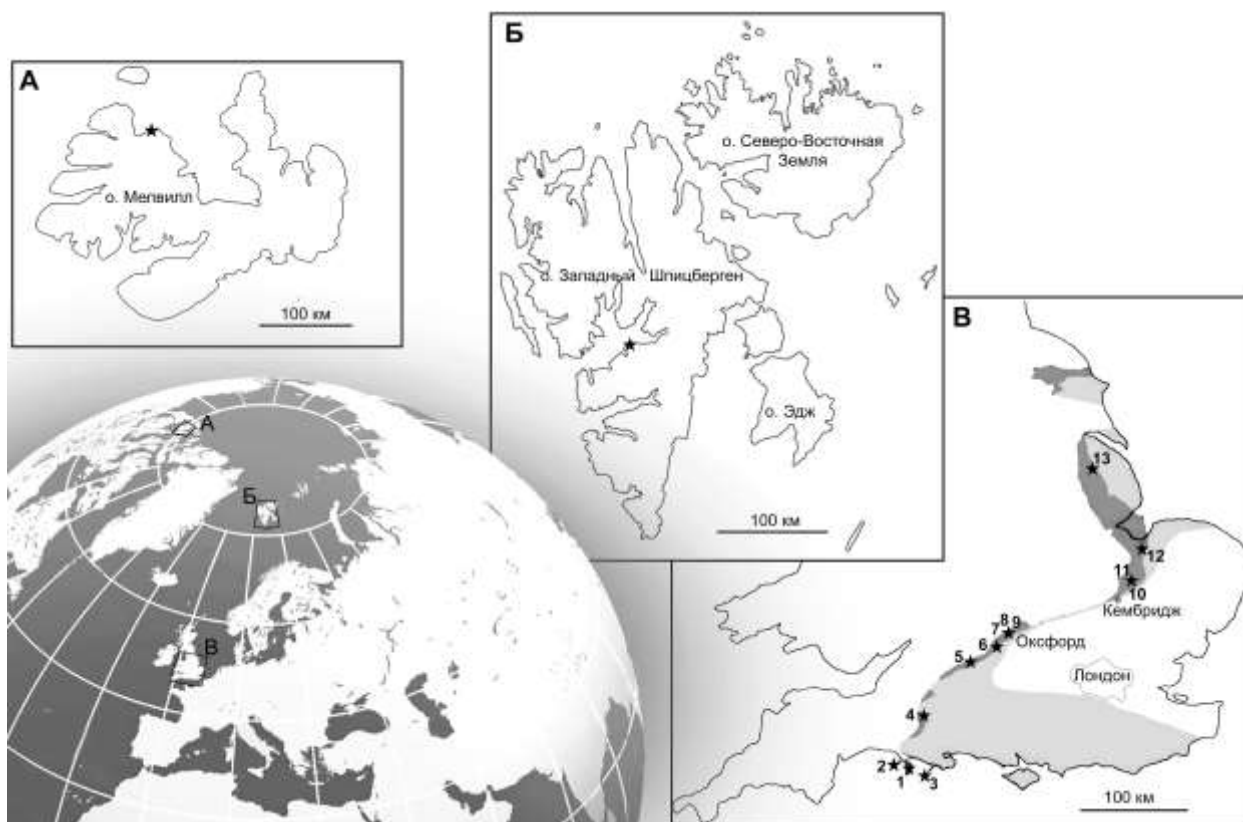 А
о. Мелвилл
100 км
Б
о. Северо-Восточная
Земля
о. Западный Шпицберген
о. Эдж
100 км
А
Б
В
В
13
12
11
10
Кембридж
7 8 9
Оксфорд
6
5
Лондон
4
2
1
3
100 км